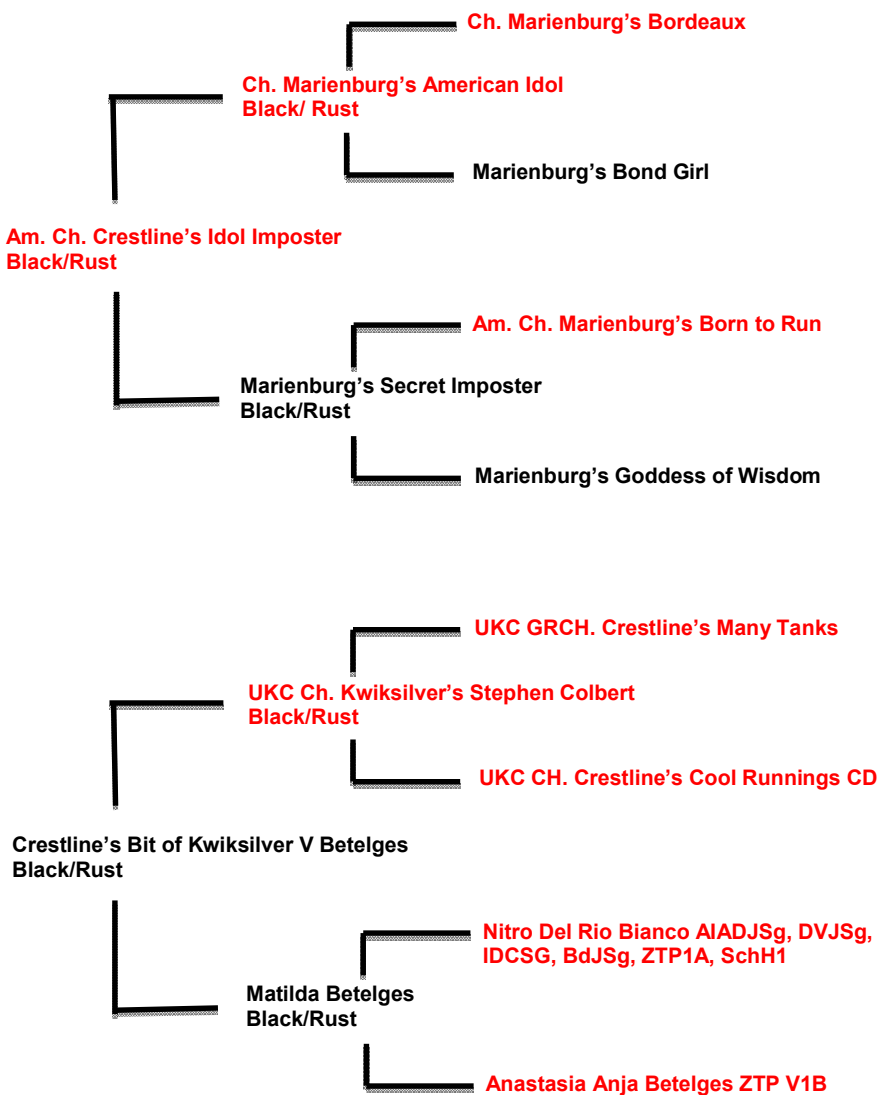 Ch. Marienburg’s Bordeaux
Ch. Marienburg’s American Idol
Black/ Rust
Marienburg’s Bond Girl
Am. Ch. Crestline’s Idol Imposter
Black/Rust
Am. Ch. Marienburg’s Born to Run
Marienburg’s Secret Imposter
Black/Rust
Marienburg’s Goddess of Wisdom
UKC GRCH. Crestline’s Many Tanks
UKC Ch. Kwiksilver’s Stephen Colbert
Black/Rust
UKC CH. Crestline’s Cool Runnings CD
Crestline’s Bit of Kwiksilver V Betelges
Black/Rust
Nitro Del Rio Bianco AIADJSg, DVJSg,
IDCSG, BdJSg, ZTP1A, SchH1
Matilda Betelges
Black/Rust
Anastasia Anja Betelges ZTP V1B